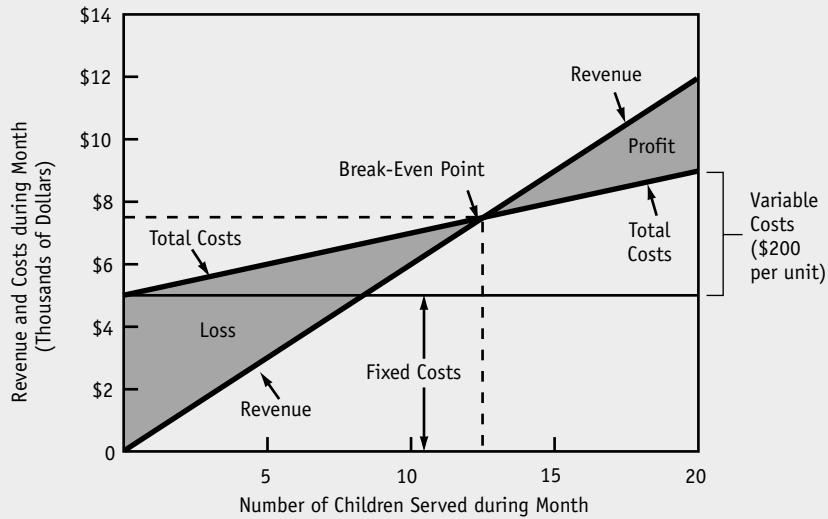 Revenue and Costs during Month
(Thousands of Dollars)
$14
$12
$10
$8
$6
$4
$2
0
Revenue
Profit
Break-Even Point
Total Costs
Total
Costs
Variable
Costs
($200
per unit)
Loss
Fixed Costs
Revenue
5
10
15
20
Number of Children Served during Month